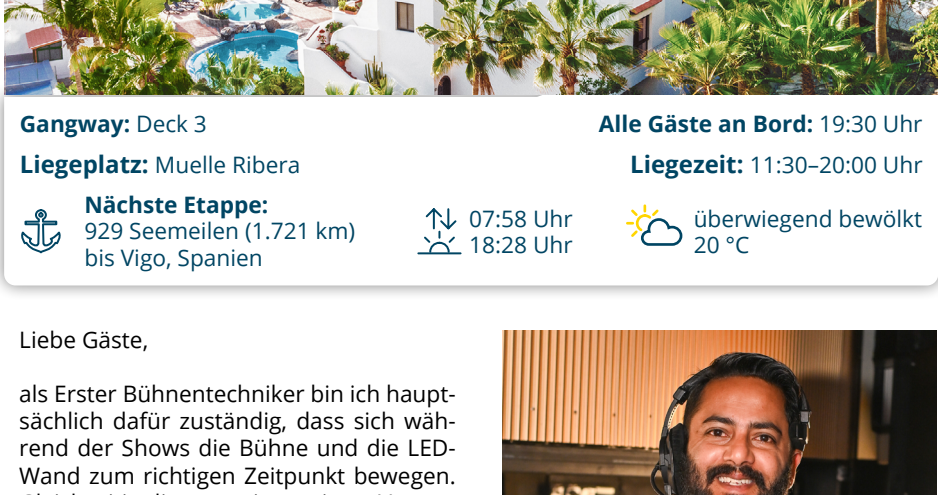 Gangway: Deck 3
Alle Gäste an Bord: 19:30 Uhr
Liegeplatz: Muelle Ribera
Liegezeit: 11:30–20:00 Uhr
Nächste Etappe:
929 Seemeilen (1.721 km)
bis Vigo, Spanien
07:58 Uhr
18:28 Uhr
überwiegend bewölkt
20 °C
Liebe Gäste,
als Erster Bühnentechniker bin ich haupt-
sächlich dafür zuständig, dass sich wäh-
rend der Shows die Bühne und die LED-
Wand zum richtigen Zeitpunkt bewegen.